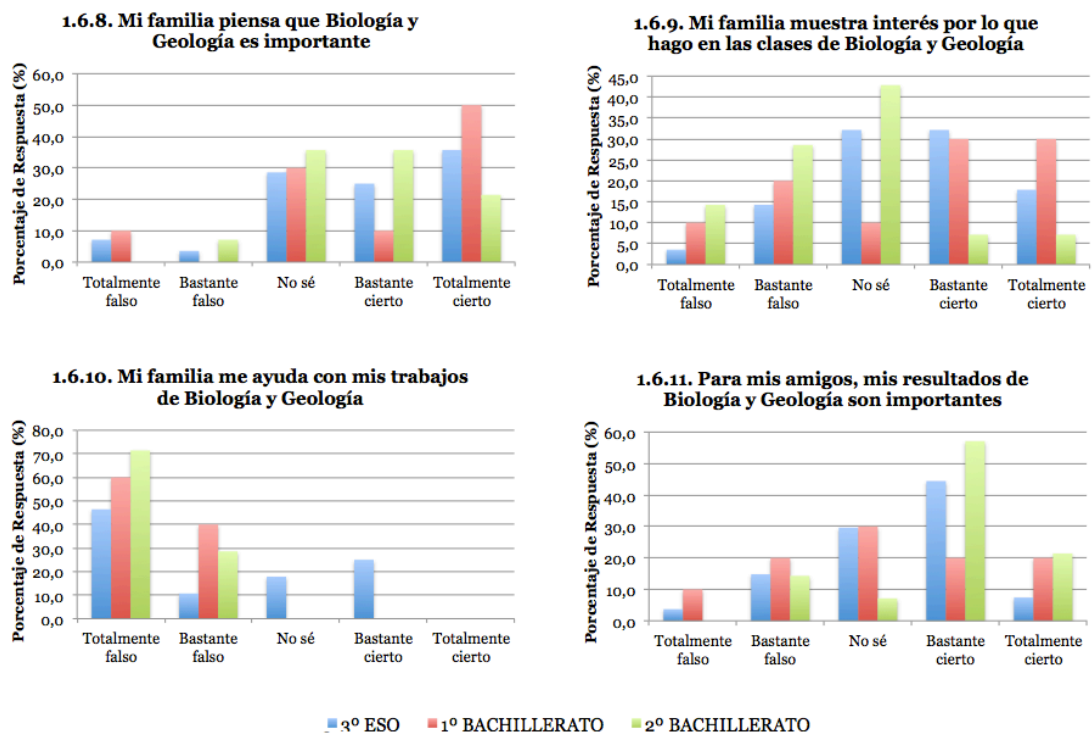 1.6.8. Mi familia piensa que Biología y
Geología es importante
Porcentaje de Respuesta (%)
60,0
50,0
40,0
30,0
20,0
10,0
0,0
Totalmente falso
Bastante falso
No sé
Bastante cierto
Totalmente cierto
1.6.9. Mi familia muestra interés por lo que
hago en las clases de Biología y Geología
Porcentaje de Respuesta (%)
45,0
40,0
35,0
30,0
25,0
20,0
15,0
10,0
5,0
0,0
Totalmente falso
Bastante falso
No sé
Bastante cierto
Totalmente cierto
1.6.10. Mi familia me ayuda con mis trabajos
de Biología y Geología
Porcentaje de Respuesta (%)
80,0
70,0
60,0
50,0
40,0
30,0
20,0
10,0
0,0
Totalmente falso
Bastante falso
No sé
Bastante cierto
Totalmente cierto
1.6.11. Para mis amigos, mis resultados de
Biología y Geología son importantes
Porcentaje de Respuesta (%)
60,0
50,0
40,0
30,0
20,0
10,0
0,0
Totalmente falso
Bastante falso
No sé
Bastante cierto
Totalmente cierto
3º ESO
1º BACHILLERATO
2º BACHILLERATO